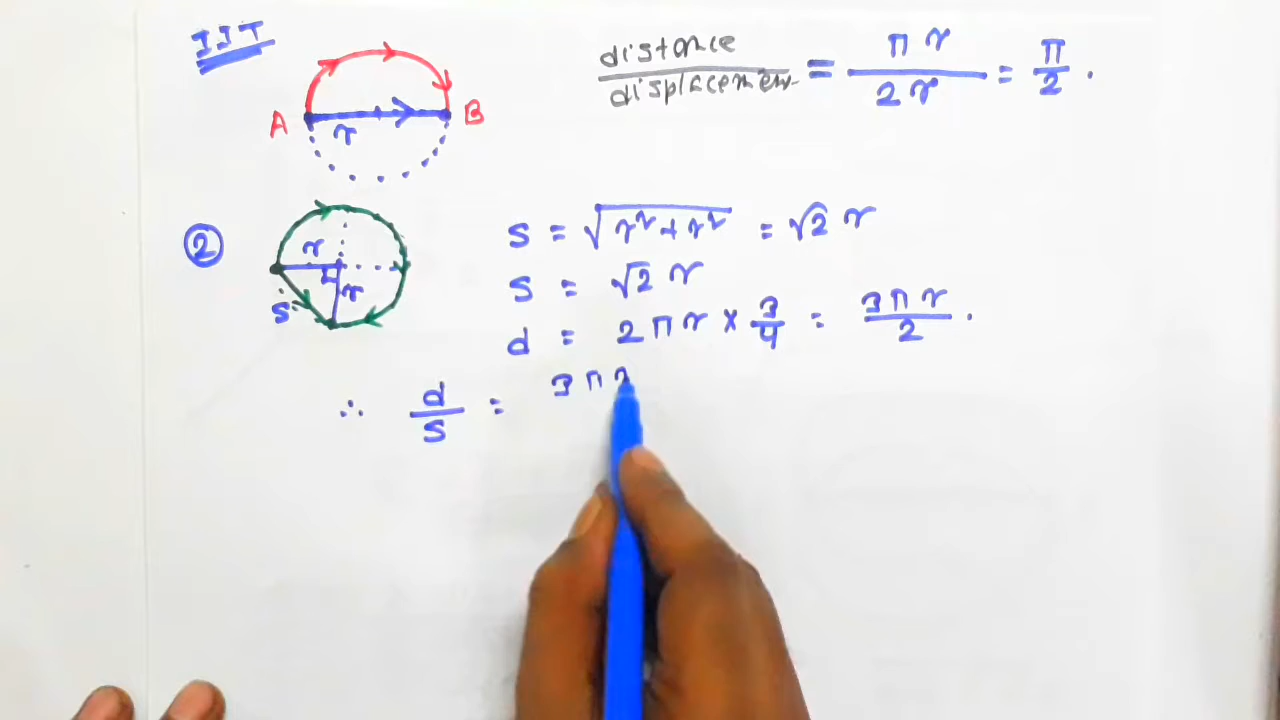 IIT
distance / displacement = πr / 2r = π / 2 .
A B
r
② S = √r²+r² = √2 r
r
r
S
S = √2 r
d = 2πr × 3/4 = 3πr / 2 .
∴ d / S = 3π